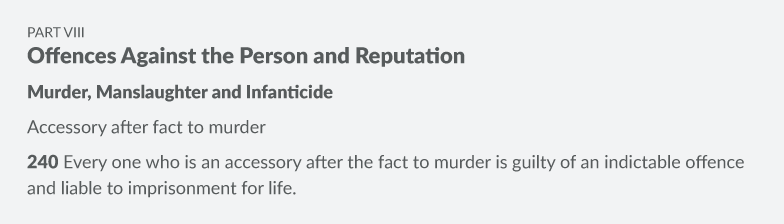 PART VIII
Offences Against the Person and Reputation
Murder, Manslaughter and Infanticide
Accessory after fact to murder
240 Every one who is an accessory after the fact to murder is guilty of an indictable offence
and liable to imprisonment for life.